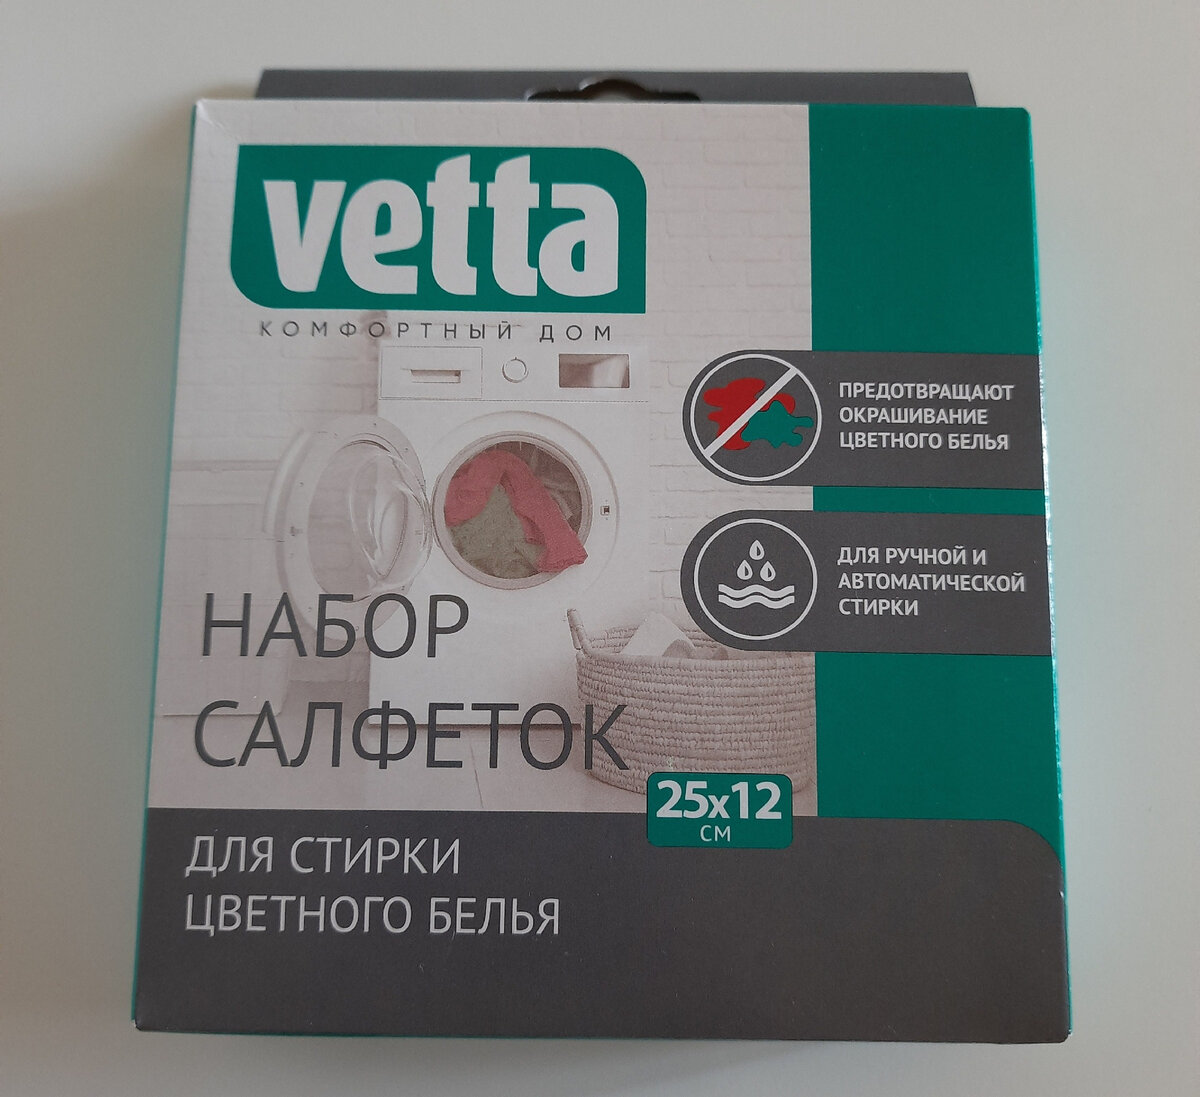 vetta
КОМФОРТНЫЙ ДОМ
ПРЕДОТВРАЩАЮТ
ОКРАШИВАНИЕ
ЦВЕТНОГО БЕЛЬЯ
ДЛЯ РУЧНОЙ И
АВТОМАТИЧЕСКОЙ
СТИРКИ
НАБОР
САЛФЕТОК
25x12
СМ
ДЛЯ СТИРКИ
ЦВЕТНОГО БЕЛЬЯ